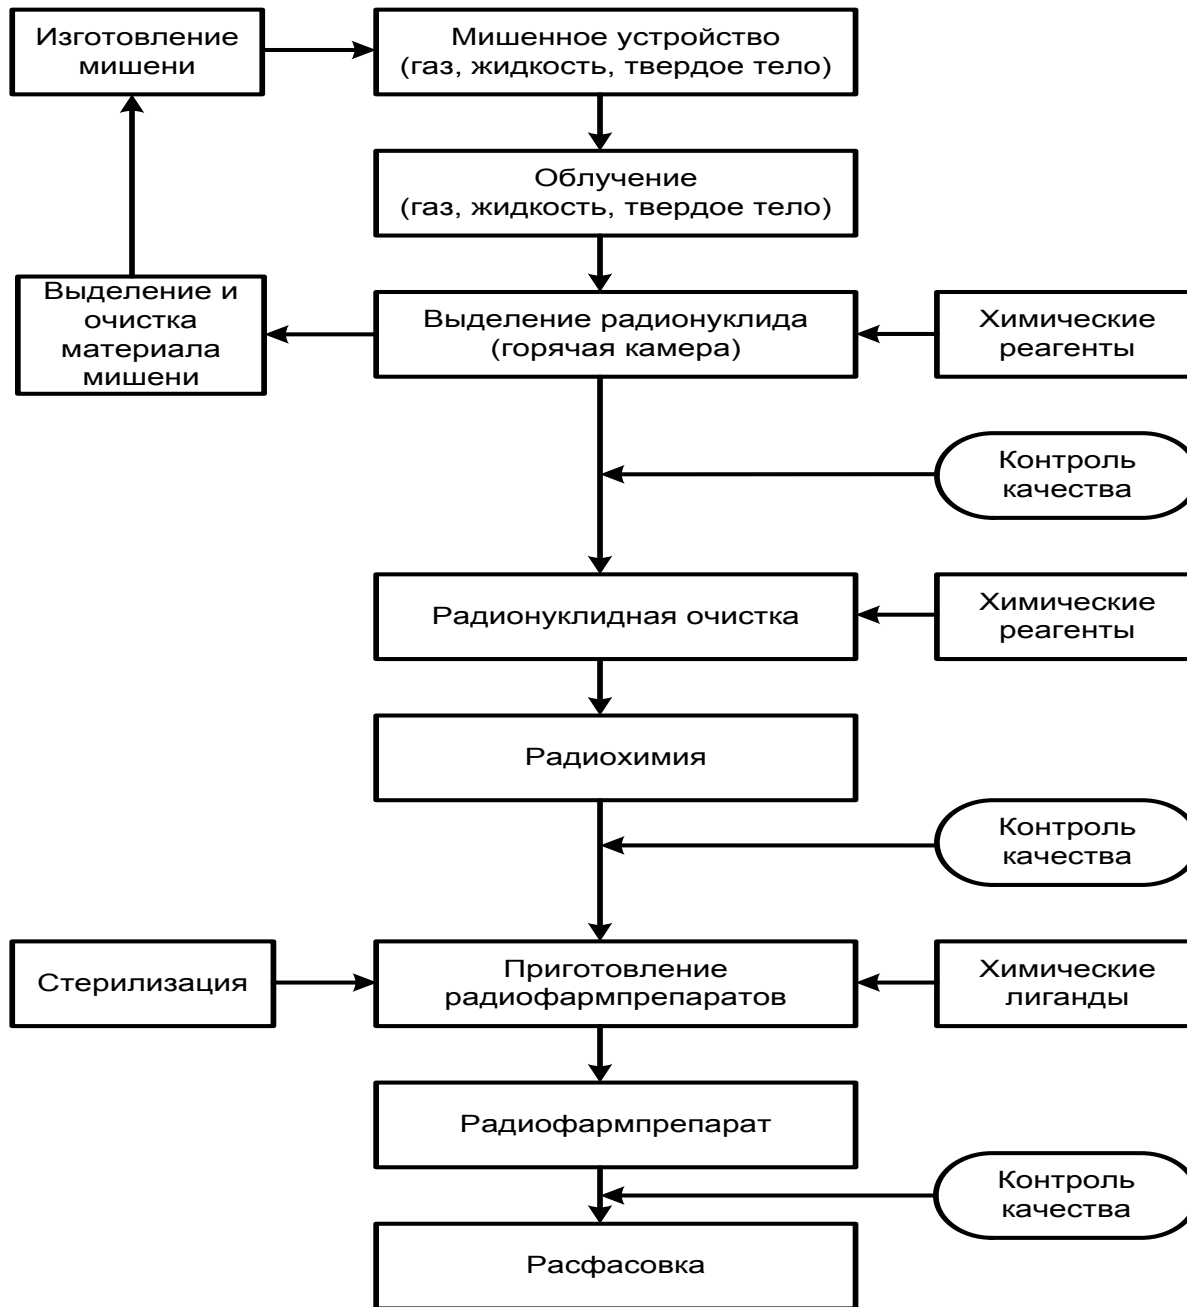 Изготовление
мишени
Мишенное устройство
(газ, жидкость, твердое тело)
Облучение
(газ, жидкость, твердое тело)
Выделение и
очистка
материала
мишени
Выделение радионуклида
(горячая камера)
Химические
реагенты
Контроль
качества
Радионуклидная очистка
Химические
реагенты
Радиохимия
Контроль
качества
Стерилизация
Приготовление
радиофармпрепаратов
Химические
лиганды
Радиофармпрепарат
Контроль
качества
Расфасовка